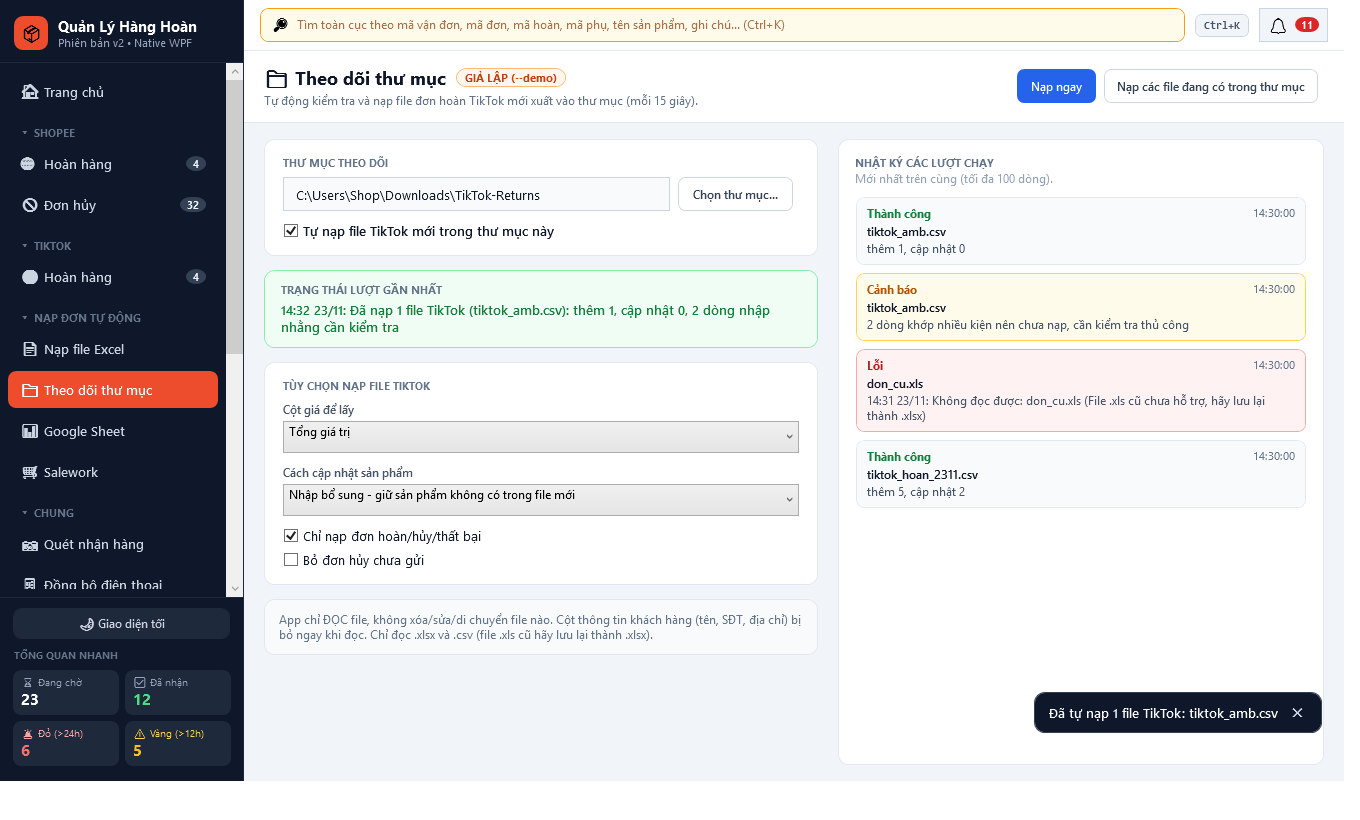 Quản Lý Hàng Hoàn
Phiên bản v2 • Native WPF
Trang chủ
SHOPEE
Hoàn hàng 4
Đơn hủy 32
TIKTOK
Hoàn hàng 4
NẠP ĐƠN TỰ ĐỘNG
Nạp file Excel
Theo dõi thư mục
Google Sheet
Salework
CHUNG
Quét nhận hàng
Đồng bộ điện thoại
Giao diện tối
TỔNG QUAN NHANH
Đang chờ
23
Đã nhận
12
Đỏ (>24h)
6
Vàng (>12h)
5
Tìm toàn cục theo mã vận đơn, mã đơn, mã hoàn, mã phụ, tên sản phẩm, ghi chú... (Ctrl+K)
Ctrl+K
11
Theo dõi thư mục GIẢ LẬP (--demo)
Tự động kiểm tra và nạp file đơn hoàn TikTok mới xuất vào thư mục (mỗi 15 giây).
Nạp ngay
Nạp các file đang có trong thư mục
THƯ MỤC THEO DÕI
C:\Users\Shop\Downloads\TikTok-Returns
Chọn thư mục...
Tự nạp file TikTok mới trong thư mục này
TRẠNG THÁI LƯỢT GẦN NHẤT
14:32 23/11: Đã nạp 1 file TikTok (tiktok_amb.csv): thêm 1, cập nhật 0, 2 dòng nhập
nhằng cần kiểm tra
TÙY CHỌN NẠP FILE TIKTOK
Cột giá để lấy
Tổng giá trị
Cách cập nhật sản phẩm
Nhập bổ sung - giữ sản phẩm không có trong file mới
Chỉ nạp đơn hoàn/hủy/thất bại
Bỏ đơn hủy chưa gửi
App chỉ ĐỌC file, không xóa/sửa/di chuyển file nào. Cột thông tin khách hàng (tên, SĐT, địa chỉ) bị
bỏ ngay khi đọc. Chỉ đọc .xlsx và .csv (file .xls cũ hãy lưu lại thành .xlsx).
NHẬT KÝ CÁC LƯỢT CHẠY
Mới nhất trên cùng (tối đa 100 dòng).
Thành công 14:30:00
tiktok_amb.csv
thêm 1, cập nhật 0
Cảnh báo 14:30:00
tiktok_amb.csv
2 dòng khớp nhiều kiện nên chưa nạp, cần kiểm tra thủ công
Lỗi 14:30:00
don_cu.xls
14:31 23/11: Không đọc được: don_cu.xls (File .xls cũ chưa hỗ trợ, hãy lưu lại
thành .xlsx)
Thành công 14:30:00
tiktok_hoan_2311.csv
thêm 5, cập nhật 2
Đã tự nạp 1 file TikTok: tiktok_amb.csv